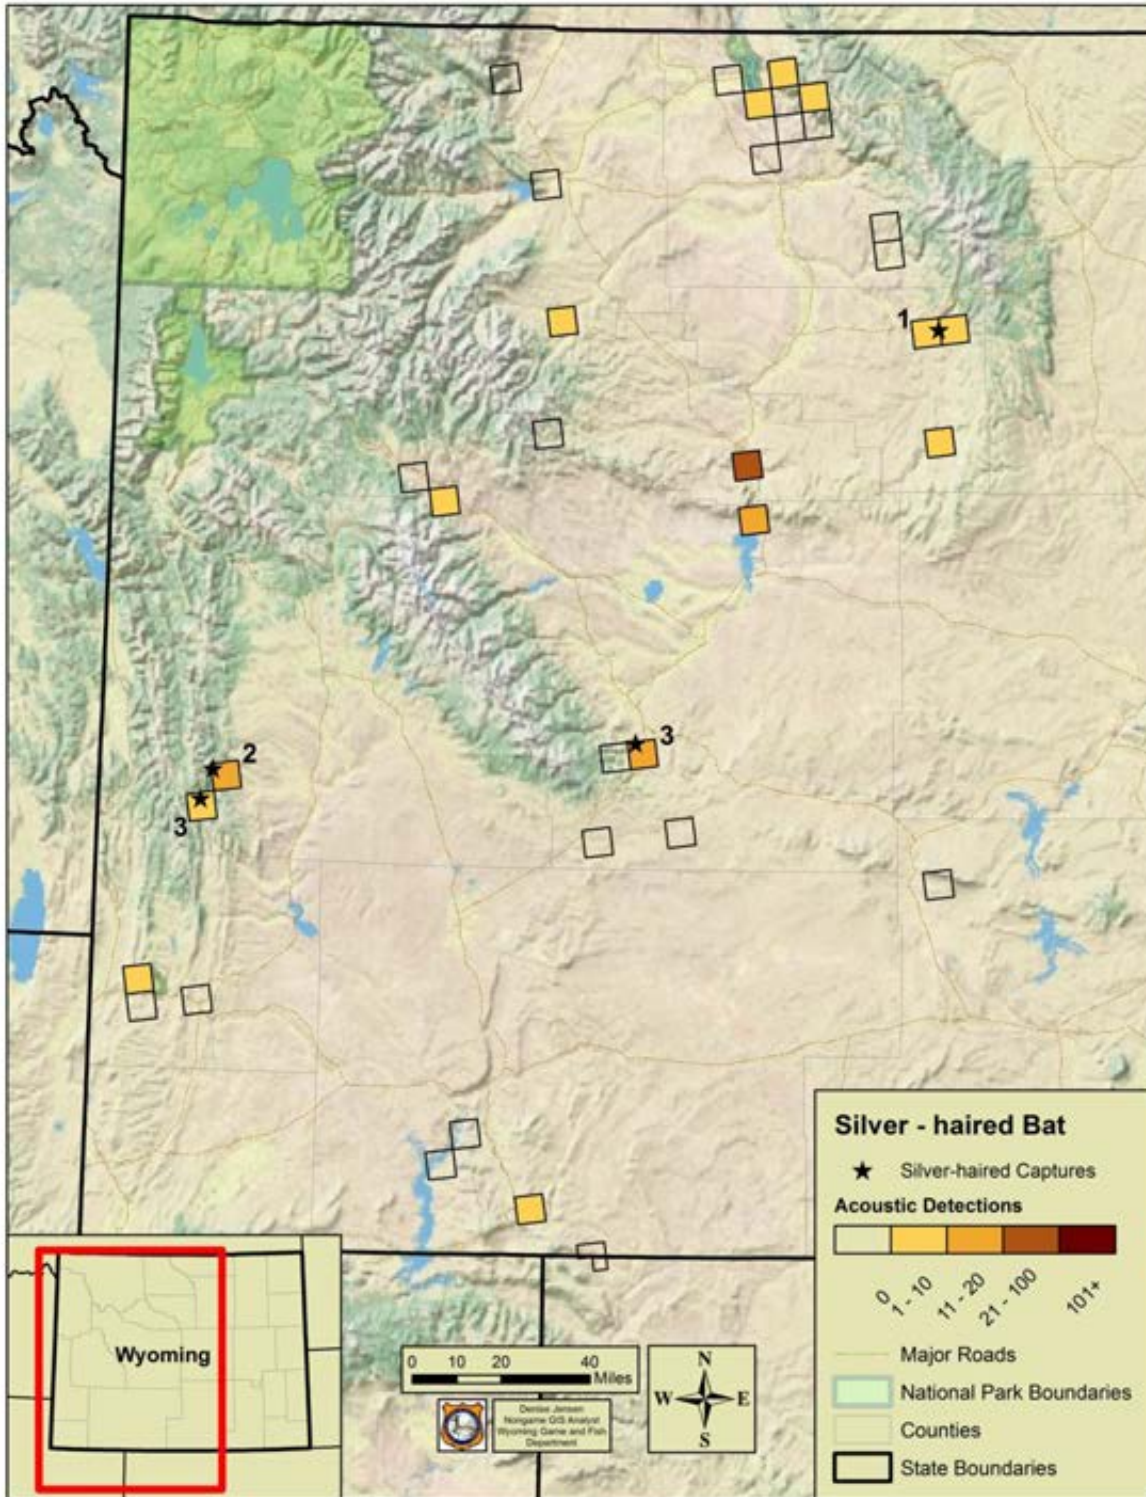 1
2
3
3
Silver - haired Bat
Silver-haired Captures
Acoustic Detections
0
1 - 10
11 - 20
21 - 100
101+
Major Roads
National Park Boundaries
Counties
State Boundaries
Wyoming
0 10 20 40
Miles
Denise Jensen
Nongame GIS Analyst
Wyoming Game and Fish
Department
N
W E
S